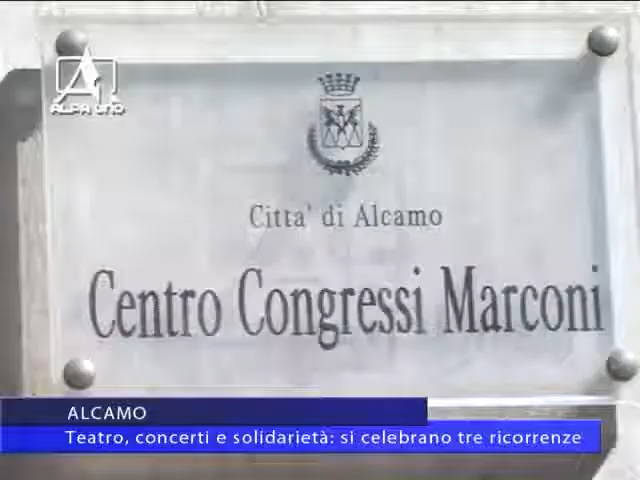 ALPA UNO
Citta' di Alcamo
Centro Congressi Marconi
ALCAMO
Teatro, concerti e solidarietà: si celebrano tre ricorrenze